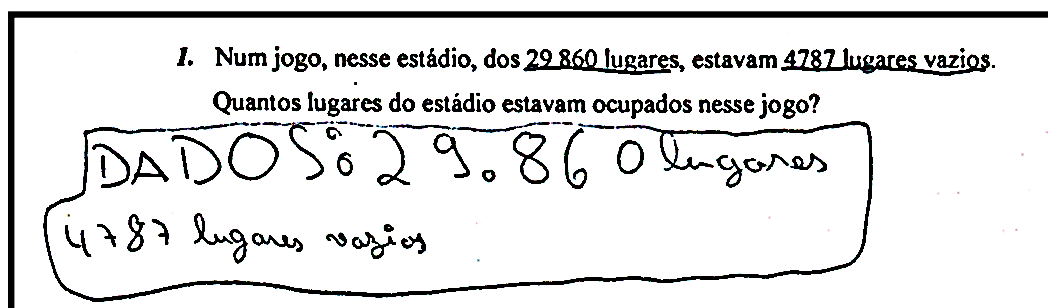 1. Num jogo, nesse estádio, dos 29 860 lugares, estavam 4787 lugares vazios.
Quantos lugares do estádio estavam ocupados nesse jogo?
DADOS: 29.860 lugares
4787 lugares vazios